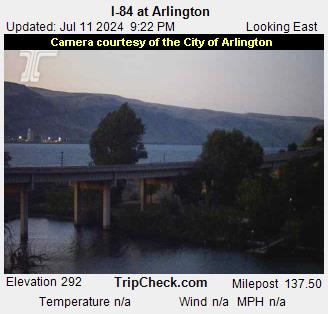 I-84 at Arlington
Updated: Jul 11 2024 9:22 PM Looking East
Camera courtesy of the City of Arlington
Elevation 292 TripCheck.com Milepost 137.50
Temperature n/a Wind n/a MPH n/a